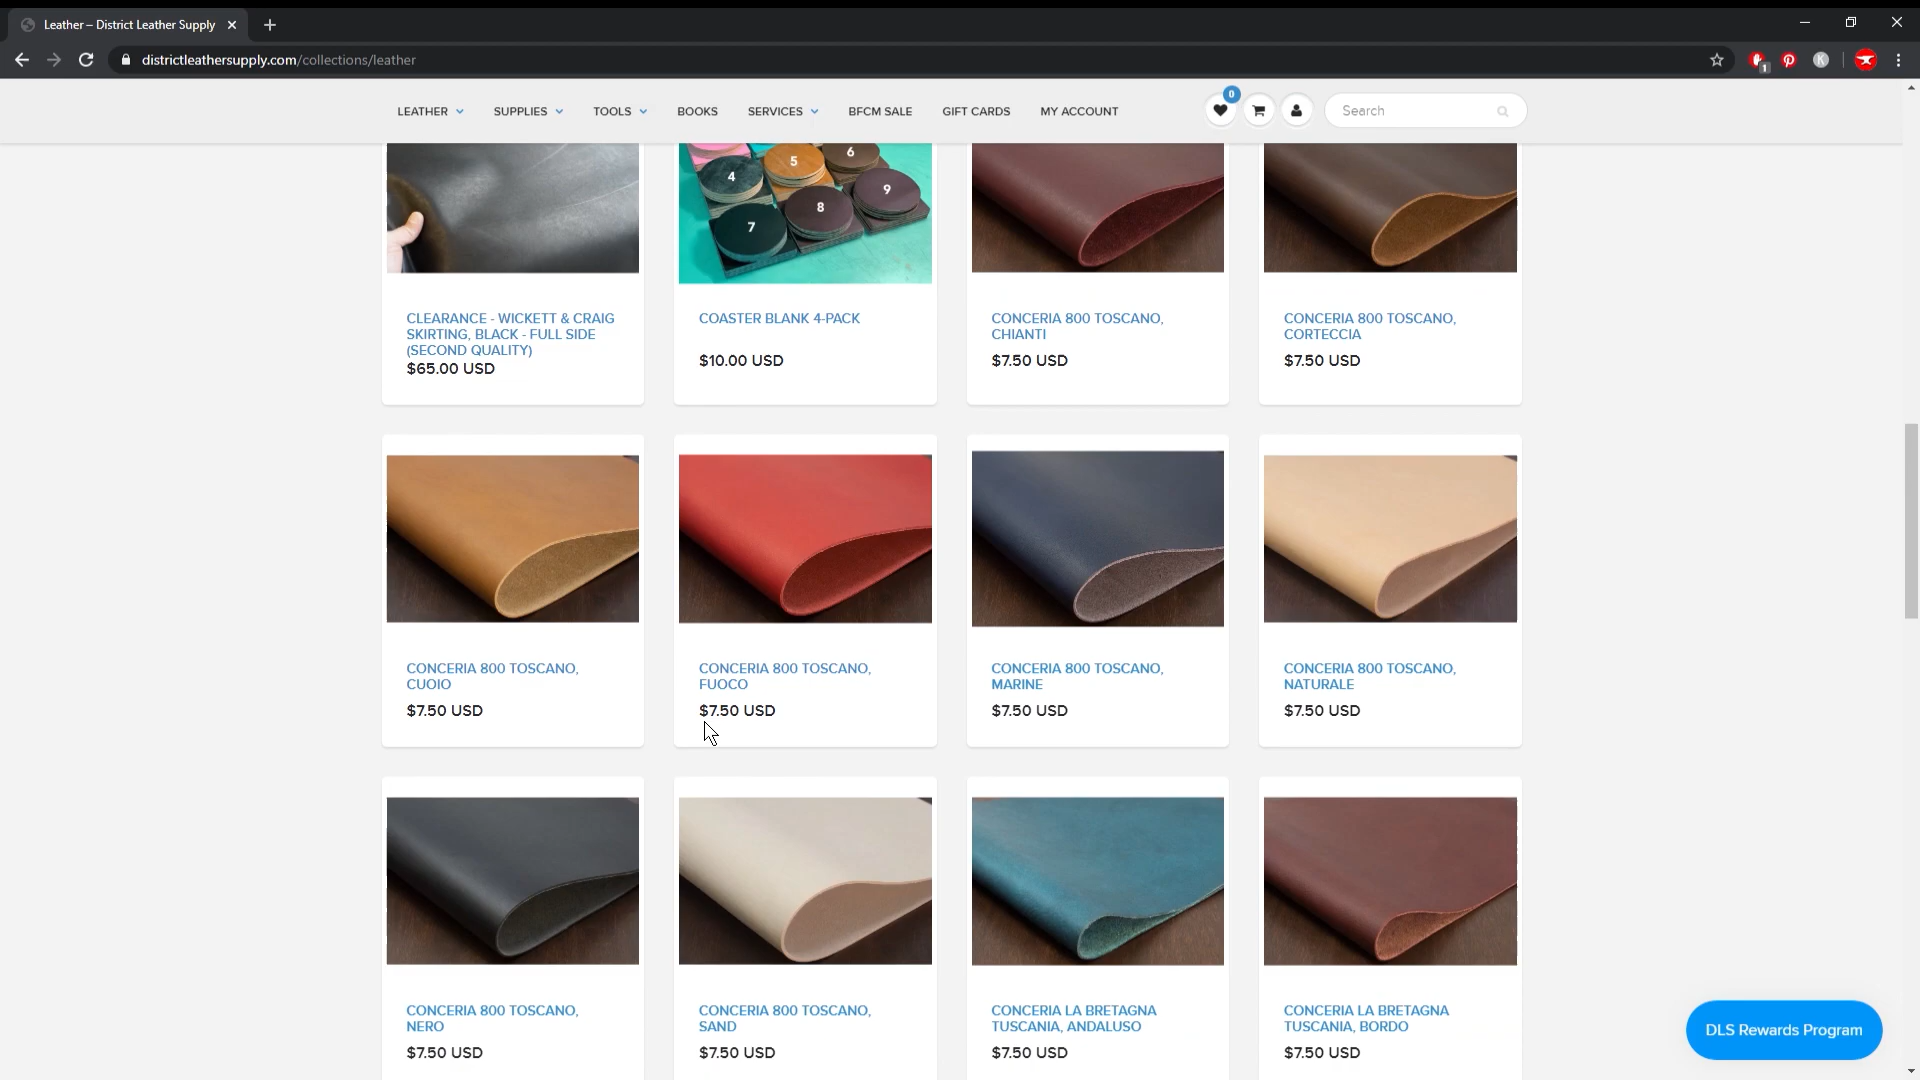 Leather – District Leather Supply
districtleathersupply.com/collections/leather
1
K
LEATHER
SUPPLIES
TOOLS
BOOKS
SERVICES
BFCM SALE
GIFT CARDS
MY ACCOUNT
0
Search
4
5
6
7
8
9
CLEARANCE - WICKETT & CRAIG
SKIRTING, BLACK - FULL SIDE
(SECOND QUALITY)
$65.00 USD
COASTER BLANK 4-PACK
$10.00 USD
CONCERIA 800 TOSCANO,
CHIANTI
$7.50 USD
CONCERIA 800 TOSCANO,
CORTECCIA
$7.50 USD
CONCERIA 800 TOSCANO,
CUOIO
$7.50 USD
CONCERIA 800 TOSCANO,
FUOCO
$7.50 USD
CONCERIA 800 TOSCANO,
MARINE
$7.50 USD
CONCERIA 800 TOSCANO,
NATURALE
$7.50 USD
CONCERIA 800 TOSCANO,
NERO
$7.50 USD
CONCERIA 800 TOSCANO,
SAND
$7.50 USD
CONCERIA LA BRETAGNA
TUSCANIA, ANDALUSO
$7.50 USD
CONCERIA LA BRETAGNA
TUSCANIA, BORDO
$7.50 USD
DLS Rewards Program